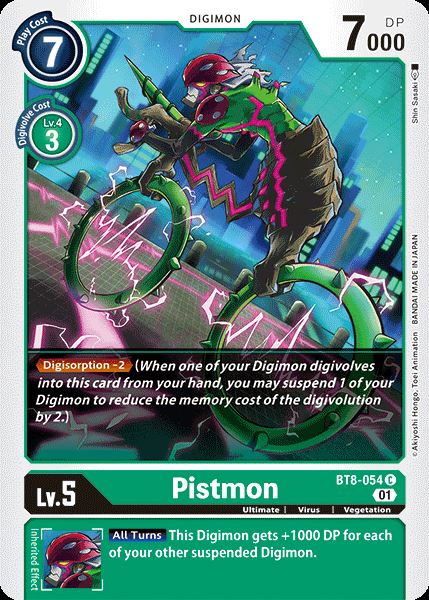 Play Cost
7
DIGIMON
DP
7000
Digivolve Cost
Lv.4
3
Shin Sasaki
©Akiyoshi Hongo, Toei Animation BANDAI MADE IN JAPAN
Digisorption -2 (When one of your Digimon digivolves
into this card from your hand, you may suspend 1 of your
Digimon to reduce the memory cost of the digivolution
by 2.)
BT8-054 C
Lv.5
Pistmon
01
Ultimate | Virus | Vegetation
Inherited Effect
All Turns This Digimon gets +1000 DP for each
of your other suspended Digimon.